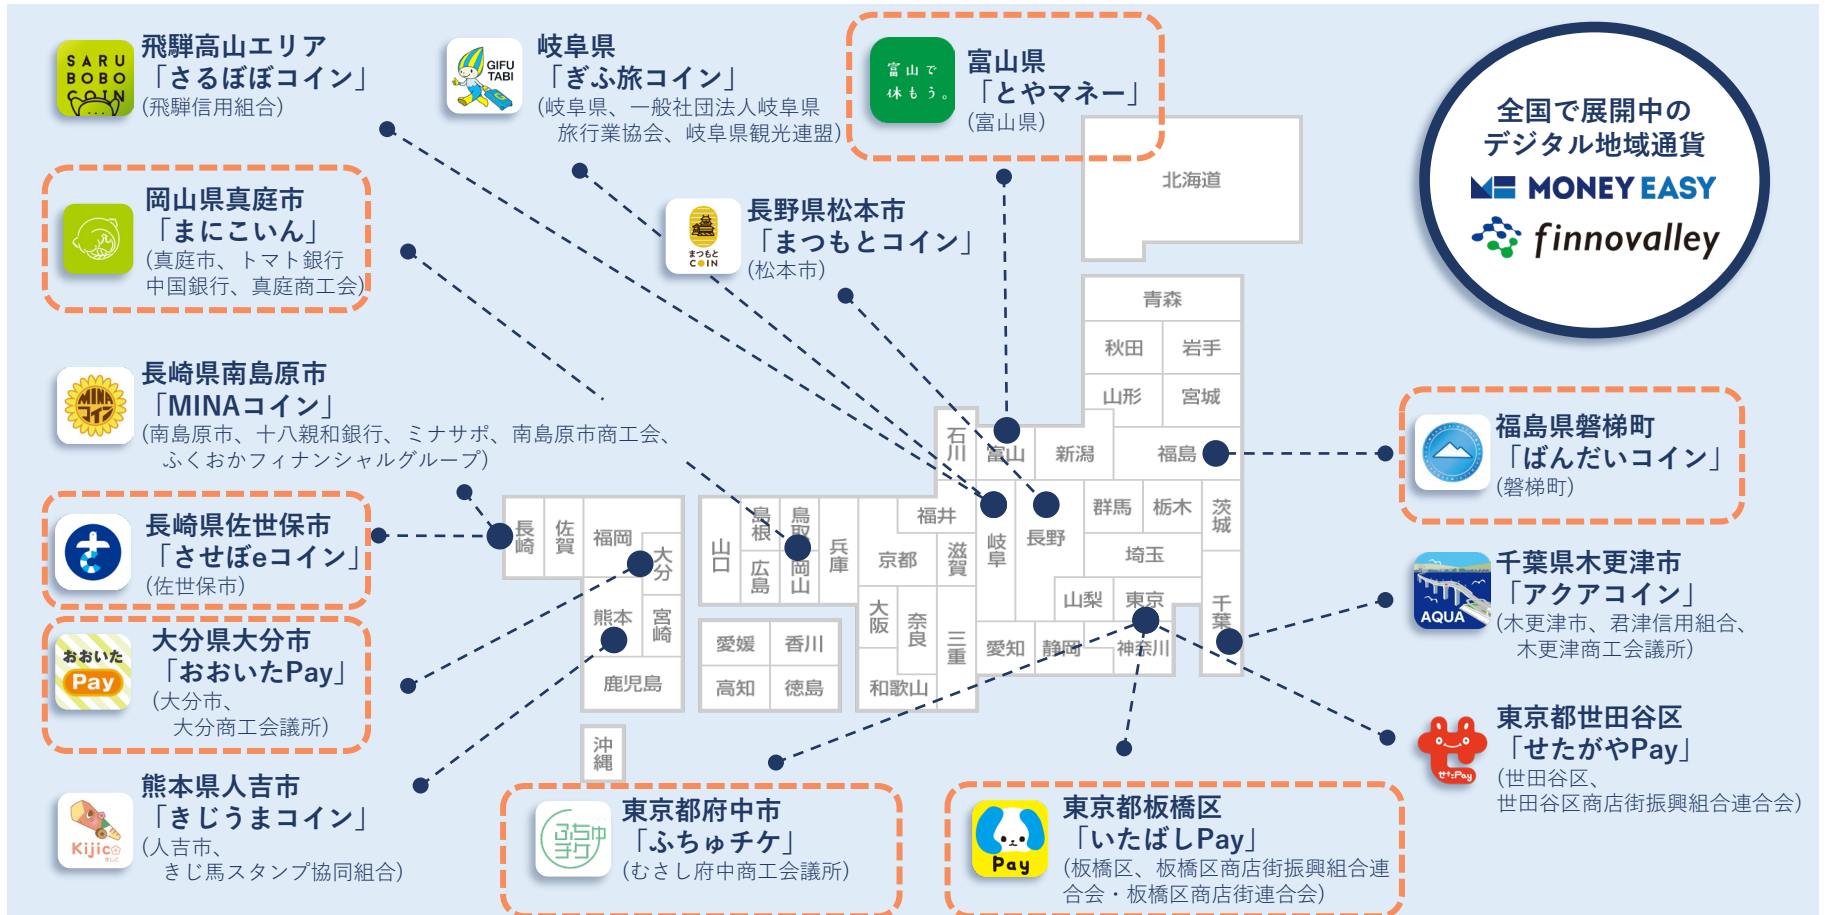 SARU
BOBO
COIN
飛騨高山エリア
「さるぼぼコイン」
(飛騨信用組合)
GIFU
TABI
岐阜県
「ぎふ旅コイン」
(岐阜県、一般社団法人岐阜県
旅行業協会、岐阜県観光連盟)
富山で
休もう。
富山県
「とやマネー」
(富山県)
全国で展開中の
デジタル地域通貨
MONEY EASY
finnovalley
岡山県真庭市
「まにこいん」
(真庭市、トマト銀行
中国銀行、真庭商工会)
まつもと
COIN
長野県松本市
「まつもとコイン」
(松本市)
MINA
コイン
長崎県南島原市
「MINAコイン」
(南島原市、十八親和銀行、ミナサポ、南島原市商工会、
ふくおかフィナンシャルグループ)
さ
長崎県佐世保市
「させぼeコイン」
(佐世保市)
おおいた
Pay
大分県大分市
「おおいたPay」
(大分市、
大分商工会議所)
Kijico
きじこ
熊本県人吉市
「きじうまコイン」
(人吉市、
きじ馬スタンプ協同組合)
ふちゅ
チケ
東京都府中市
「ふちゅチケ」
(むさし府中商工会議所)
Pay
東京都板橋区
「いたばしPay」
(板橋区、板橋区商店街振興組合連
合会・板橋区商店街連合会)
福島県磐梯町
「ばんだいコイン」
(磐梯町)
AQUA
千葉県木更津市
「アクアコイン」
(木更津市、君津信用組合、
木更津商工会議所)
せたPay
東京都世田谷区
「せたがやPay」
(世田谷区、
世田谷区商店街振興組合連合会)
北海道
青森
秋田
岩手
山形
宮城
石川
富山
新潟
福島
福井
岐阜
長野
群馬
栃木
茨城
埼玉
山梨
東京
千葉
神奈川
静岡
愛知
滋賀
三重
京都
大阪
奈良
和歌山
兵庫
鳥取
岡山
島根
広島
山口
愛媛
香川
高知
徳島
長崎
佐賀
福岡
大分
熊本
宮崎
鹿児島
沖縄